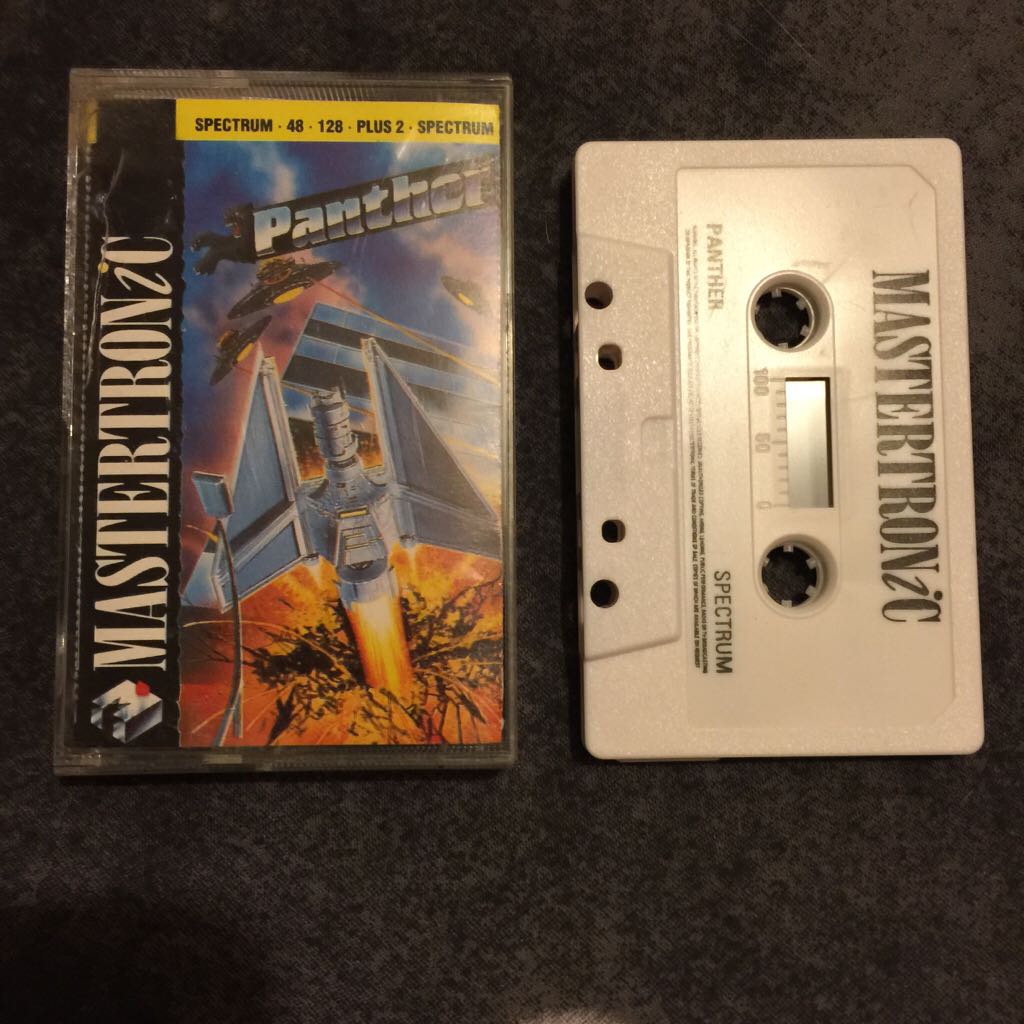 SPECTRUM · 48 · 128 · PLUS 2 · SPECTRUM
Panther
MASTERTRONiC
MASTERTRONiC
PANTHER
SPECTRUM
100 50 0